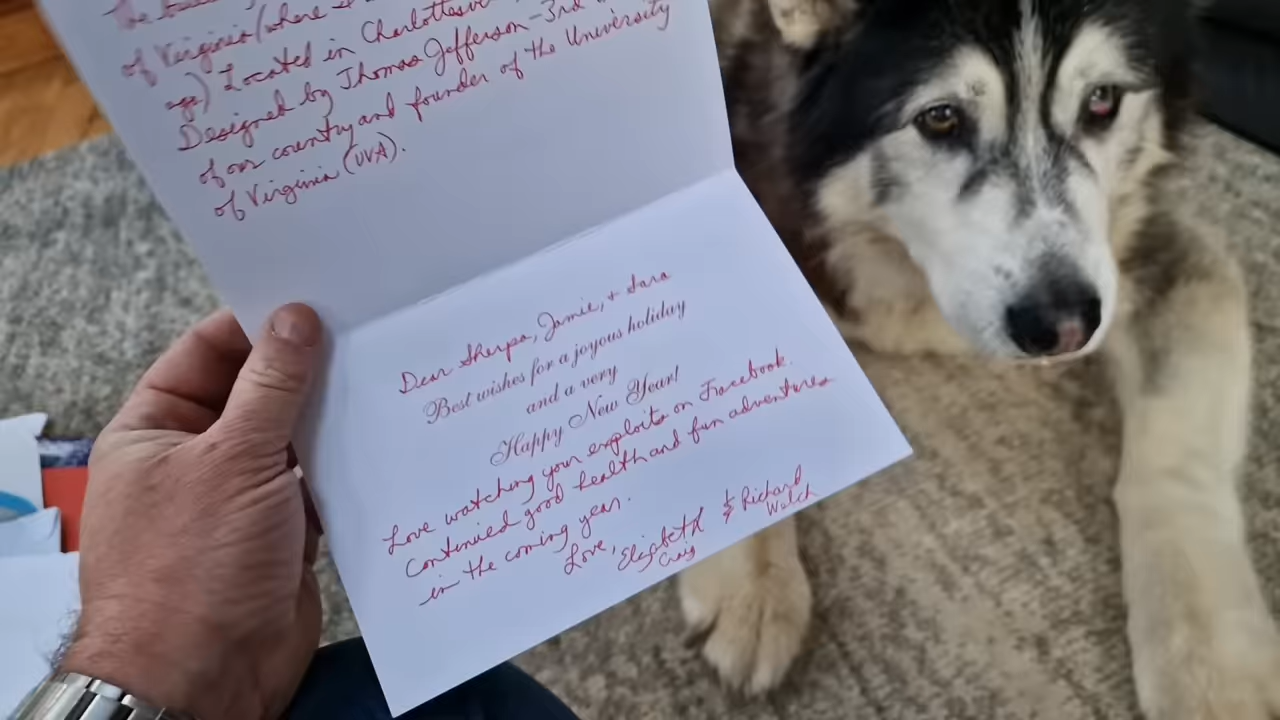 of Virginia (where
age) Located in
Designed by Thomas Jefferson - 3rd
of our country and founder of the University
of Virginia (UVA).
Dear Sherpa, Jamie, + Sara
Best wishes for a joyous holiday
and a very
Happy New Year!
Love watching your exploits on Facebook.
Continued good health and fun adventures
in the coming year.
Love, Elizabeth & Richard
Craig Welch